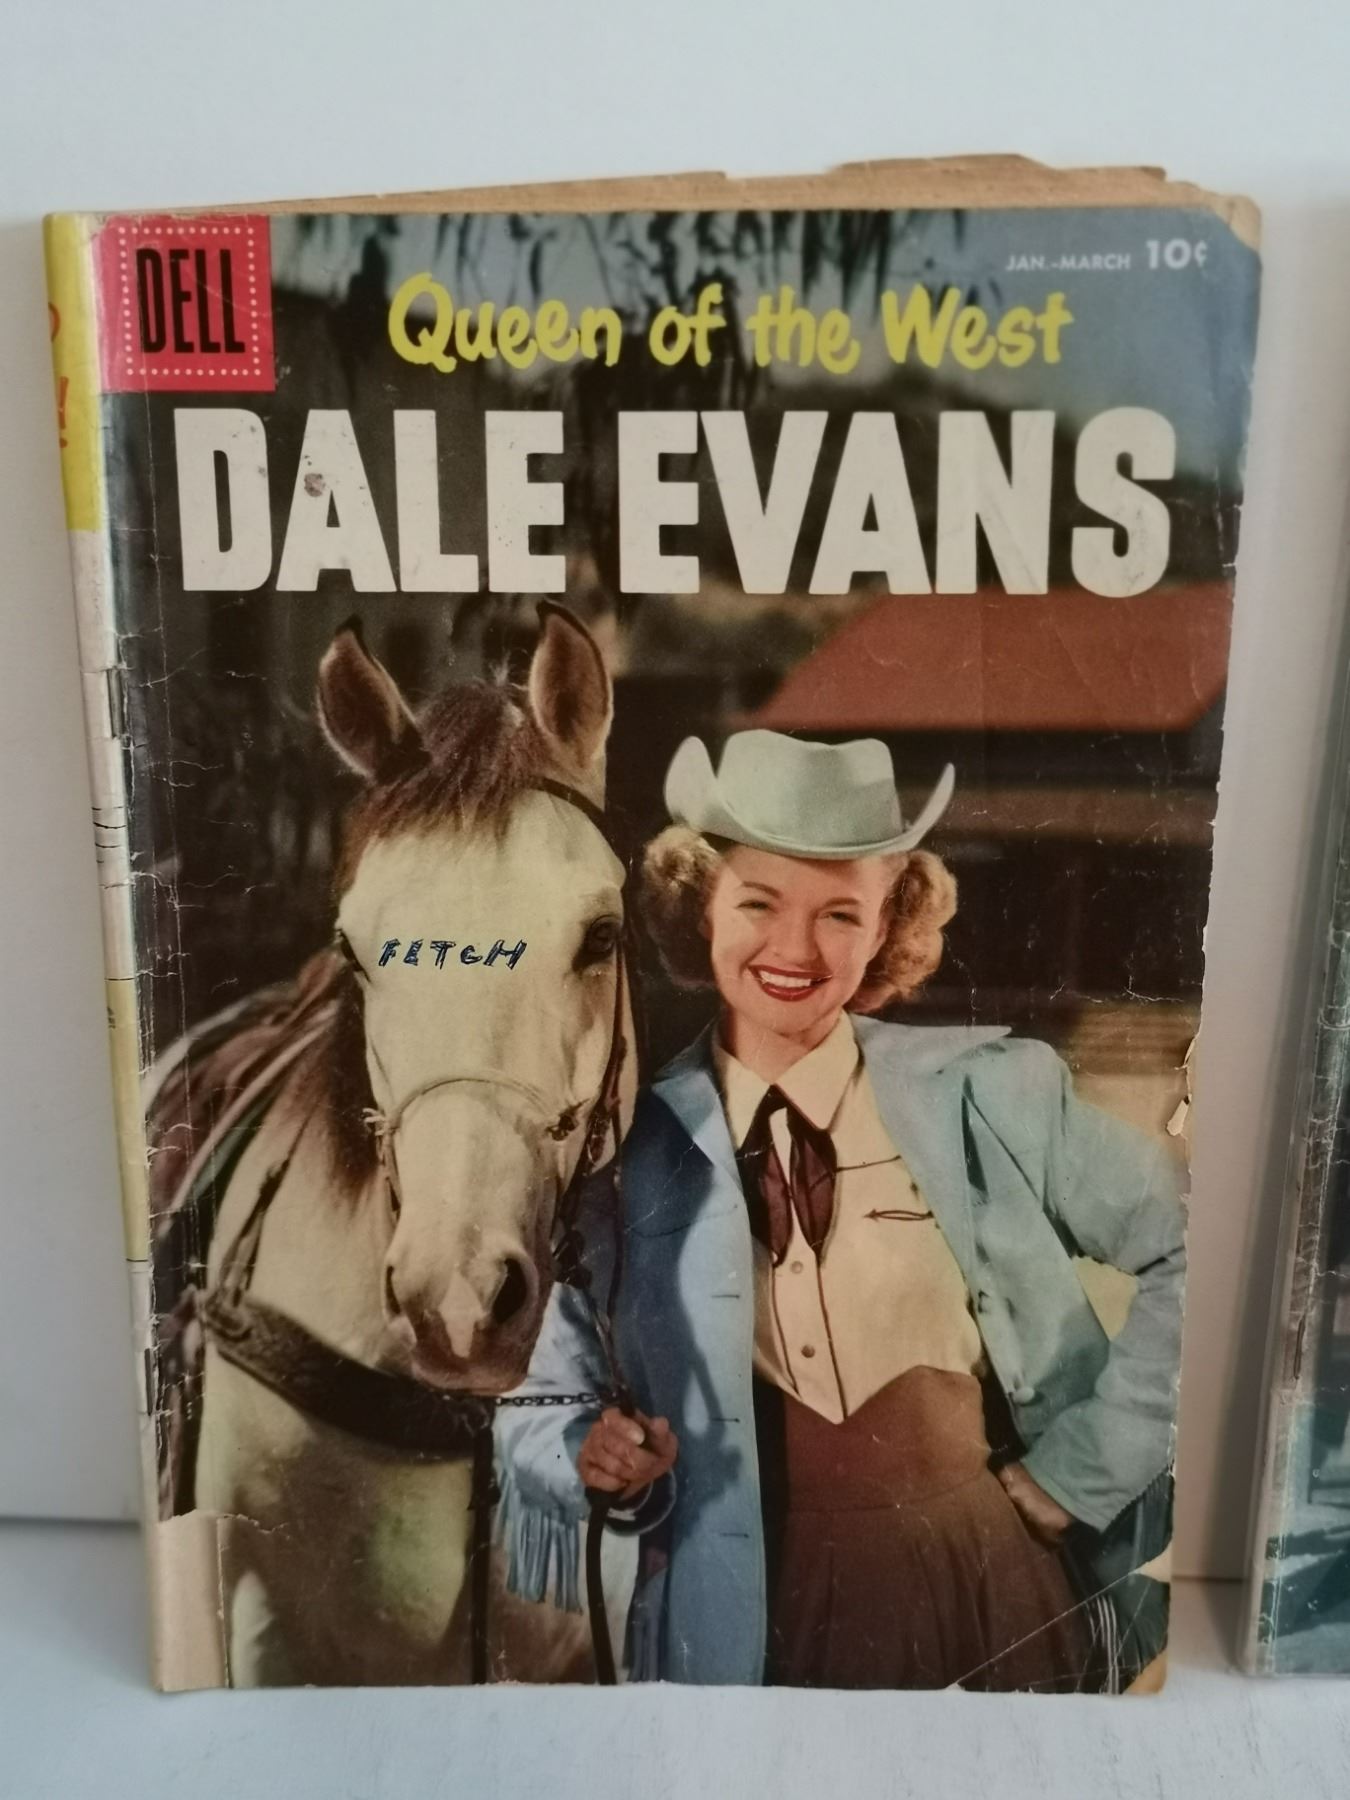 DELL
JAN.-MARCH 10¢
Queen of the West
DALE EVANS
FETCH